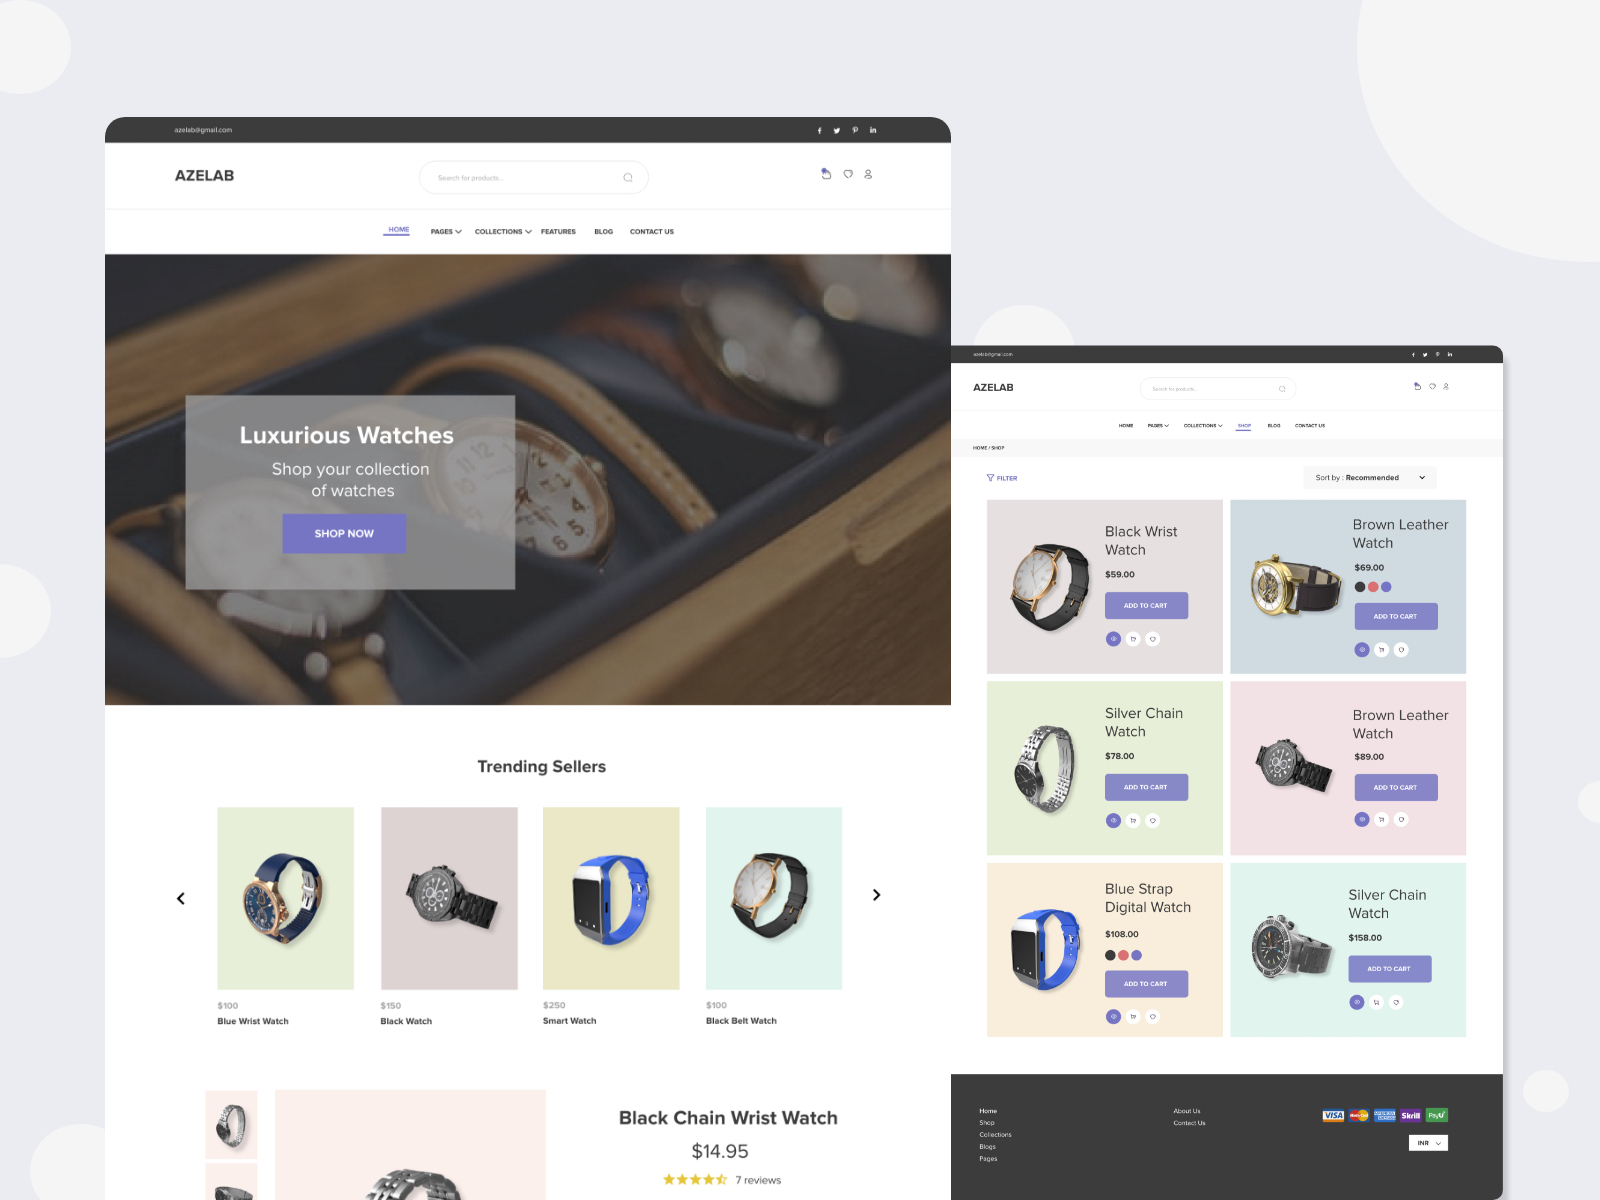 azelab@gmail.com
AZELAB
Search for products...
HOME
PAGES
COLLECTIONS
FEATURES
BLOG
CONTACT US
Luxurious Watches
Shop your collection
of watches
SHOP NOW
Trending Sellers
$100
Blue Wrist Watch
$150
Black Watch
$250
Smart Watch
$100
Black Belt Watch
Black Chain Wrist Watch
$14.95
7 reviews
azelab@gmail.com
AZELAB
Search for products...
HOME
PAGES
COLLECTIONS
SHOP
BLOG
CONTACT US
HOME / SHOP
FILTER
Sort by : Recommended
Black Wrist
Watch
$59.00
ADD TO CART
Brown Leather
Watch
$69.00
ADD TO CART
Silver Chain
Watch
$78.00
ADD TO CART
Brown Leather
Watch
$89.00
ADD TO CART
Blue Strap
Digital Watch
$108.00
ADD TO CART
Silver Chain
Watch
$158.00
ADD TO CART
Home
Shop
Collections
Blogs
Pages
About Us
Contact Us
VISA
MasterCard
Skrill
PayU
INR